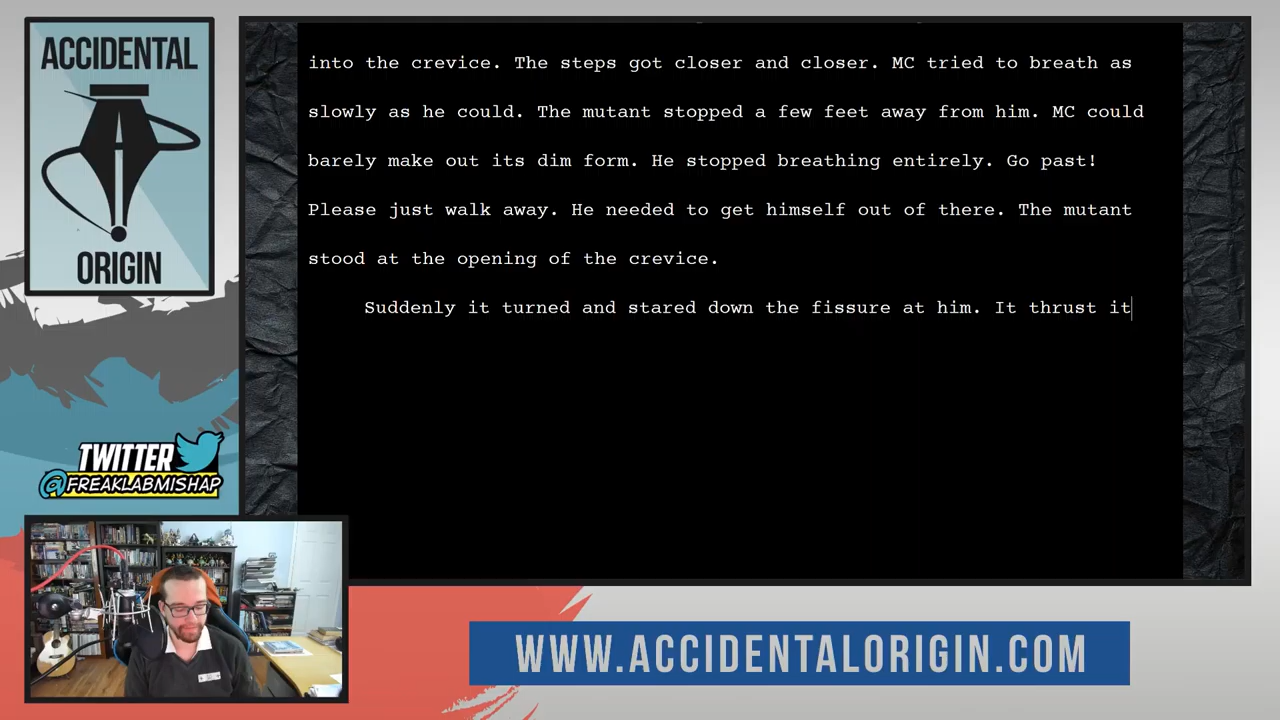 ACCIDENTAL
ORIGIN
into the crevice. The steps got closer and closer. MC tried to breath as
slowly as he could. The mutant stopped a few feet away from him. MC could
barely make out its dim form. He stopped breathing entirely. Go past!
Please just walk away. He needed to get himself out of there. The mutant
stood at the opening of the crevice.
Suddenly it turned and stared down the fissure at him. It thrust it
TWITTER
@FREAKLABMISHAP
WWW.ACCIDENTALORIGIN.COM